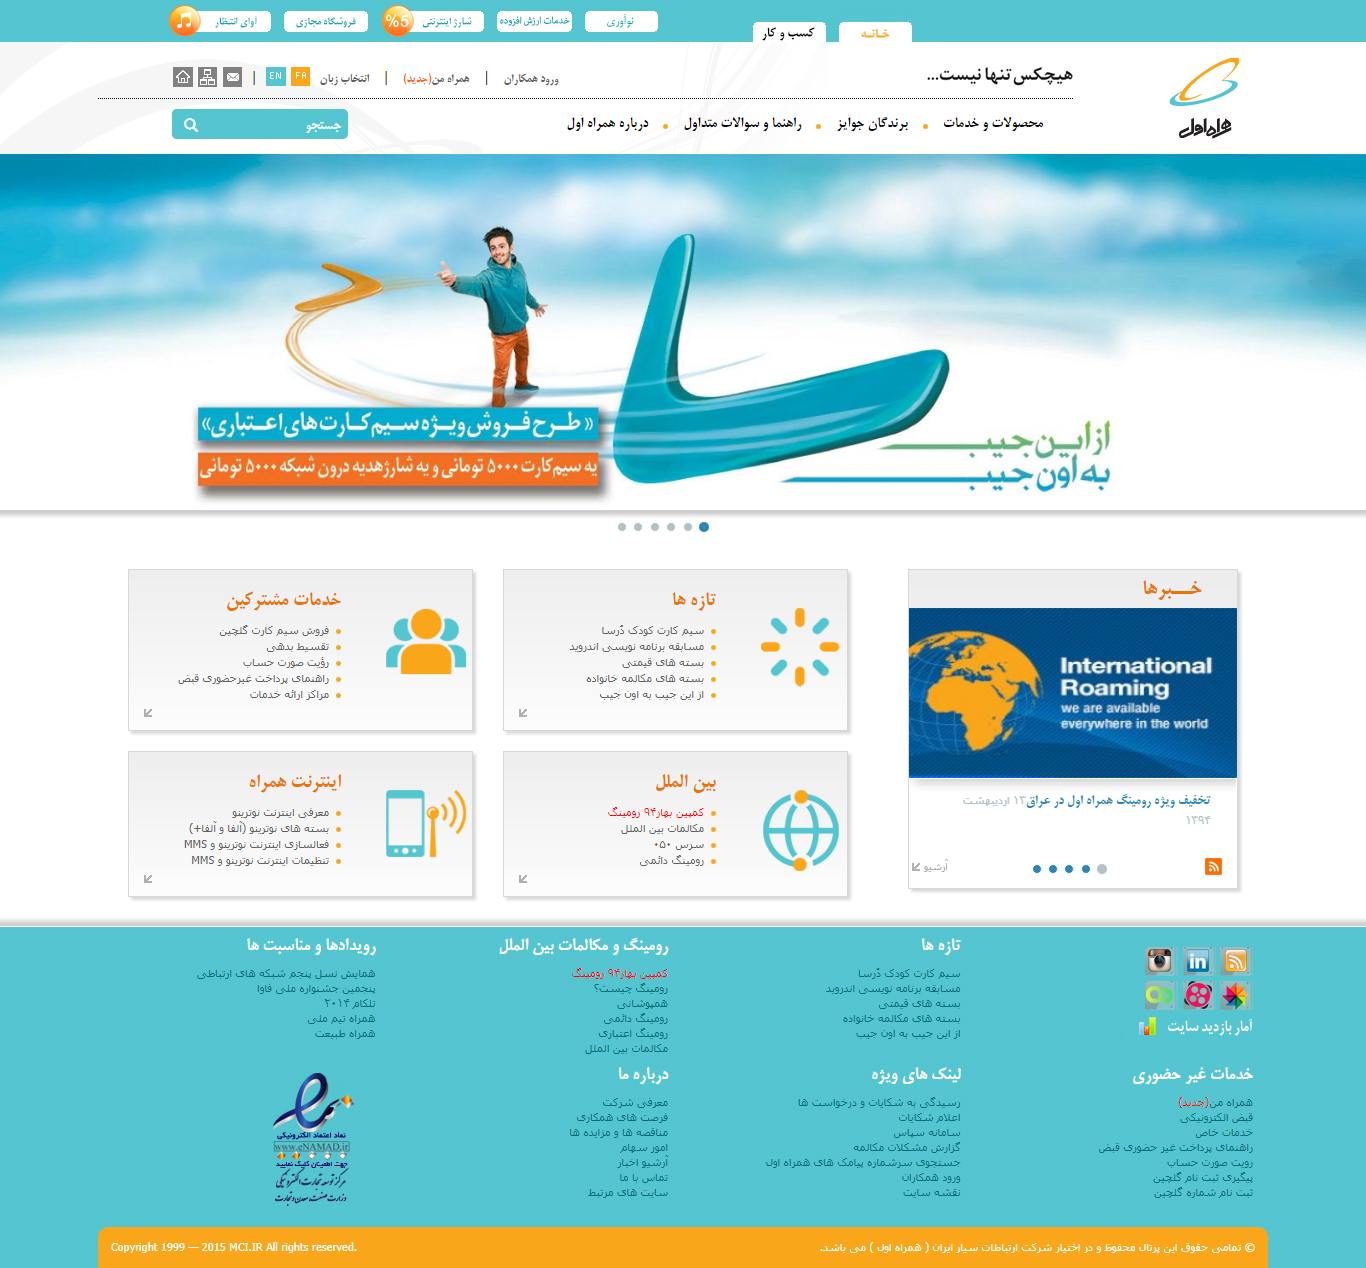 خـانـه
کسب و کار
نوآوری
خدمات ارزش افزوده
شارژ اینترنتی
%5
فروشگاه مجازی
آوای انتظار
همراه اول
هیچکس تنها نیست...
ورود همکاران | همراه من(جدید) | انتخاب زبان FA EN |
محصولات و خدمات
برندگان جوایز
راهنما و سوالات متداول
درباره همراه اول
جستجو
از این جیب
به اون جیب
« طرح فروش ویژه سیم کارت های اعتباری»
یه سیم‌کارت ۵۰۰۰ تومانی و یه شارژ هدیه درون شبکه ۵۰۰۰ تومانی
خـــبرها
International
Roaming
we are available
everywhere in the world
تخفیف ویژه رومینگ همراه اول در عراق۱۳ اردیبهشت
۱۳۹۴
آرشیو
تازه ها
سیم کارت کودک دُرسا
مسابقه برنامه نویسی اندروید
بسته های قیمتی
بسته های مکالمه خانواده
از این جیب به اون جیب
خدمات مشترکین
فروش سیم کارت گلچین
تقسیط بدهی
رؤیت صورت حساب
راهنمای پرداخت غیرحضوری قبض
مراکز ارائه خدمات
بین الملل
کمپین بهار۹۴ رومینگ
مکالمات بین الملل
سرس ۰۵۰
رومینگ دائمی
اینترنت همراه
معرفی اینترنت نوترینو
بسته های نوترینو (آلفا و آلفا+)
فعالسازی اینترنت نوترینو و MMS
تنظیمات اینترنت نوترینو و MMS
آمار بازدید سایت
تازه ها
سیم کارت کودک دُرسا
مسابقه برنامه نویسی اندروید
بسته های قیمتی
بسته های مکالمه خانواده
از این جیب به اون جیب
رومینگ و مکالمات بین الملل
کمپین بهار۹۴ رومینگ
رومینگ چیست؟
همپوشانی
رومینگ دائمی
رومینگ اعتباری
مکالمات بین الملل
رویدادها و مناسبت ها
همایش نسل پنجم شبکه های ارتباطی
پنجمین جشنواره ملی فاوا
تلکام ۲۰۱۴
همراه تیم ملی
همراه طبیعت
خدمات غیر حضوری
همراه من(جدید)
قبض الکترونیکی
خدمات خاص
راهنمای پرداخت غیر حضوری قبض
رویت صورت حساب
پیگیری ثبت نام گلچین
ثبت نام شماره گلچین
لینک های ویژه
رسیدگی به شکایات و درخواست ها
اعلام شکایات
سامانه سپاس
گزارش مشکلات مکالمه
جستجوی سرشماره پیامک های همراه اول
ورود همکاران
نقشه سایت
درباره ما
معرفی شرکت
فرصت های همکاری
مناقصه ها و مزایده ها
امور سهام
آرشیو اخبار
تماس با ما
سایت های مرتبط
نماد اعتماد الکترونیکی
www.eNAMAD.ir
جهت اطمینان کلیک نمایید
مرکز توسعه تجارت الکترونیکی
وزارت صنعت، معدن و تجارت
© تمامی حقوق این پرتال محفوظ و در اختیار شرکت ارتباطات سیار ایران ( همراه اول ) می باشد.
Copyright 1999 — 2015 MCI.IR All rights reserved.